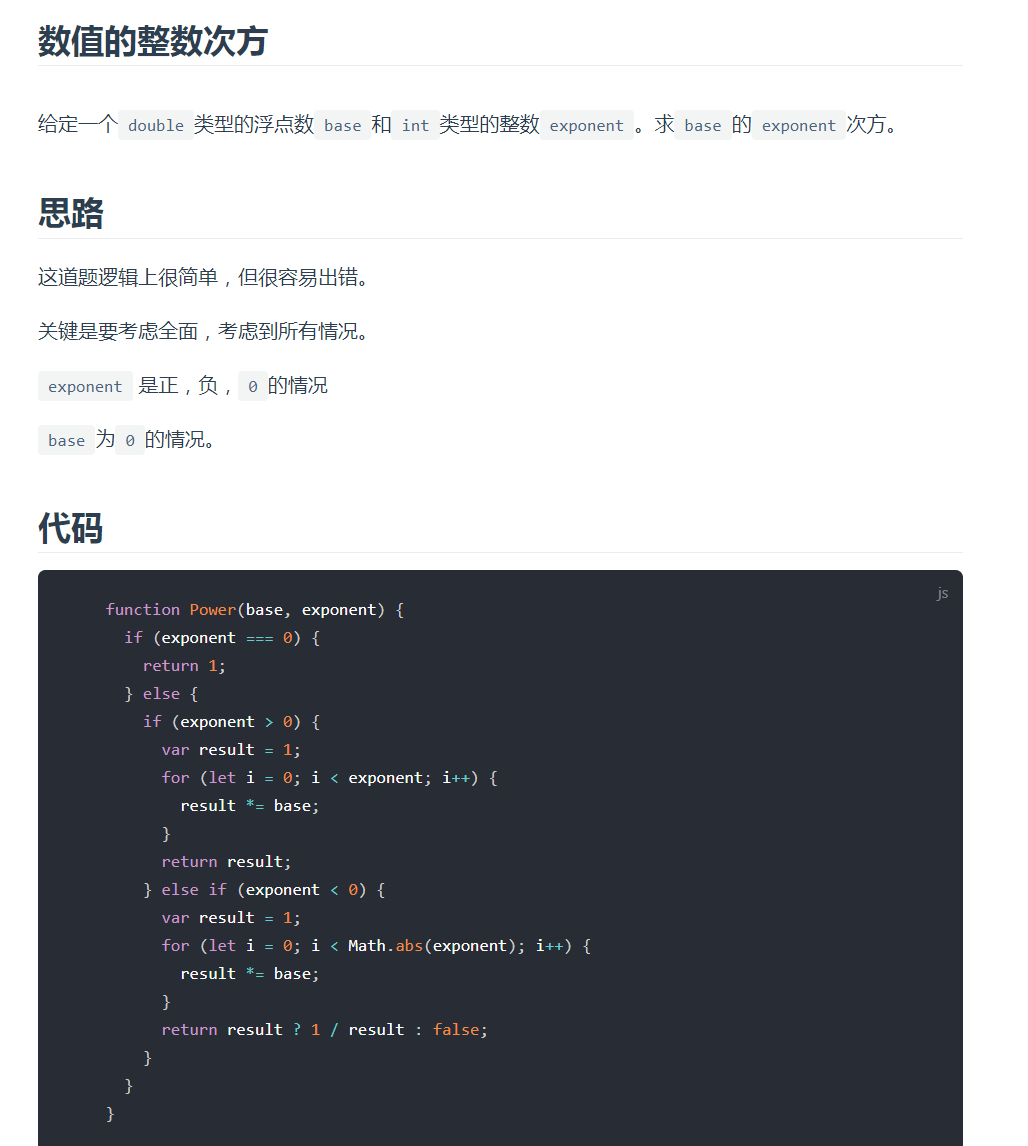 数值的整数次方
给定一个 double 类型的浮点数 base 和 int 类型的整数 exponent 。求 base 的 exponent 次方。
思路
这道题逻辑上很简单，但很容易出错。
关键是要考虑全面，考虑到所有情况。
exponent 是正，负， 0 的情况
base 为 0 的情况。
代码
js
function Power(base, exponent) {
  if (exponent === 0) {
    return 1;
  } else {
    if (exponent > 0) {
      var result = 1;
      for (let i = 0; i < exponent; i++) {
        result *= base;
      }
      return result;
    } else if (exponent < 0) {
      var result = 1;
      for (let i = 0; i < Math.abs(exponent); i++) {
        result *= base;
      }
      return result ? 1 / result : false;
    }
  }
}